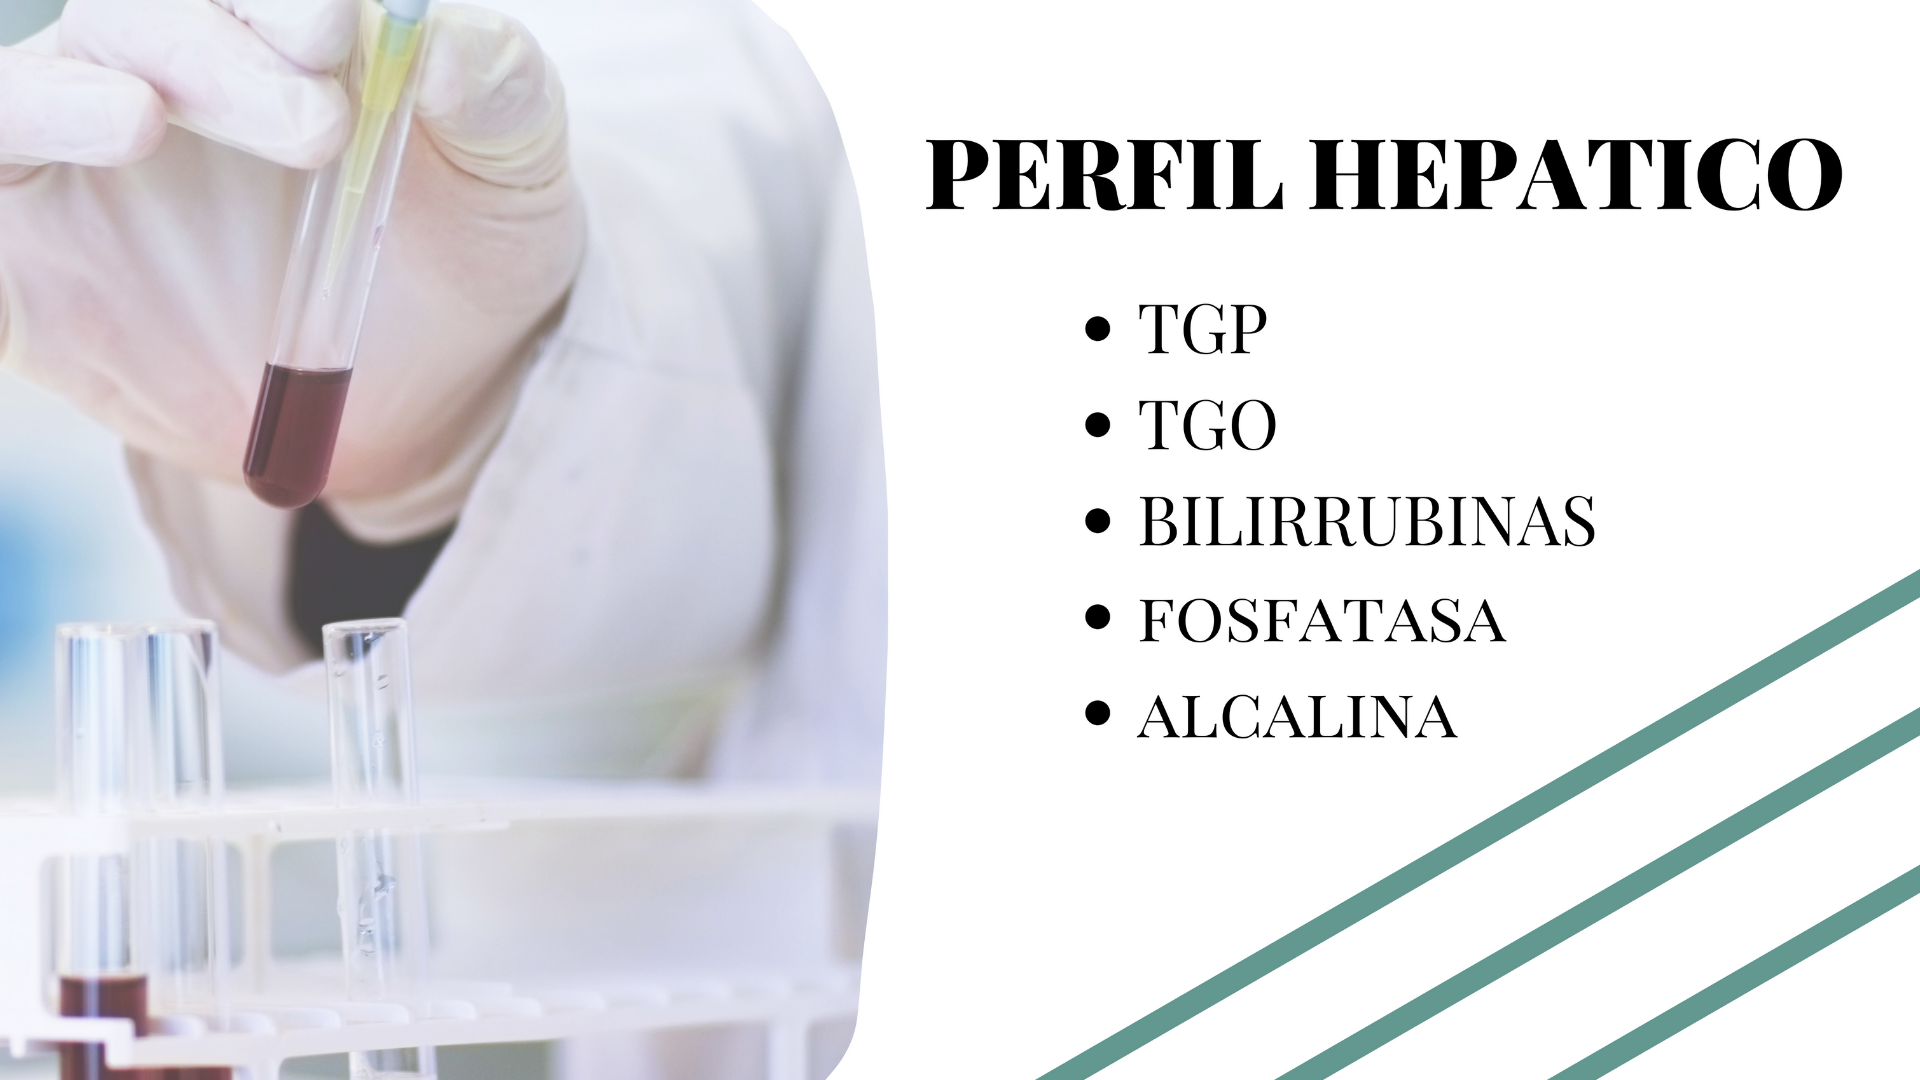 PERFIL HEPATICO
• TGP
• TGO
• BILIRRUBINAS
• FOSFATASA
• ALCALINA